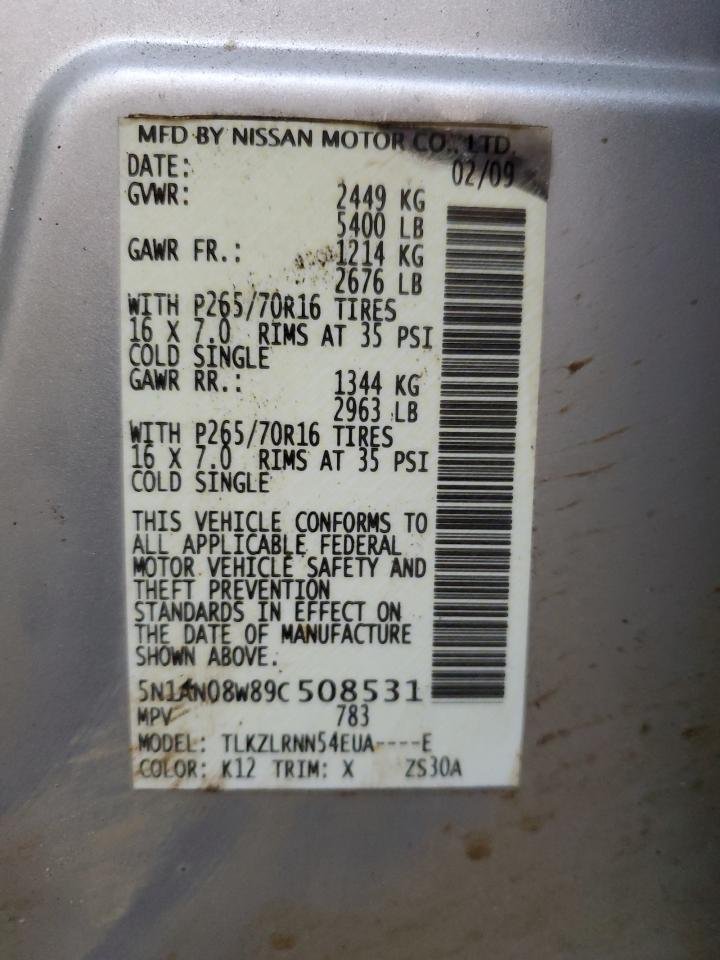 MFD BY NISSAN MOTOR CO., LTD.
DATE: 02/09
GVWR: 2449 KG
5400 LB
GAWR FR.: 1214 KG
2676 LB
WITH P265/70R16 TIRES
16 X 7.0 RIMS AT 35 PSI
COLD SINGLE
GAWR RR.: 1344 KG
2963 LB
WITH P265/70R16 TIRES
16 X 7.0 RIMS AT 35 PSI
COLD SINGLE
THIS VEHICLE CONFORMS TO
ALL APPLICABLE FEDERAL
MOTOR VEHICLE SAFETY AND
THEFT PREVENTION
STANDARDS IN EFFECT ON
THE DATE OF MANUFACTURE
SHOWN ABOVE.
5N1AN08W89C 508531
MPV 783
MODEL: TLKZLRNN54EUA----E
COLOR: K12 TRIM: X ZS30A